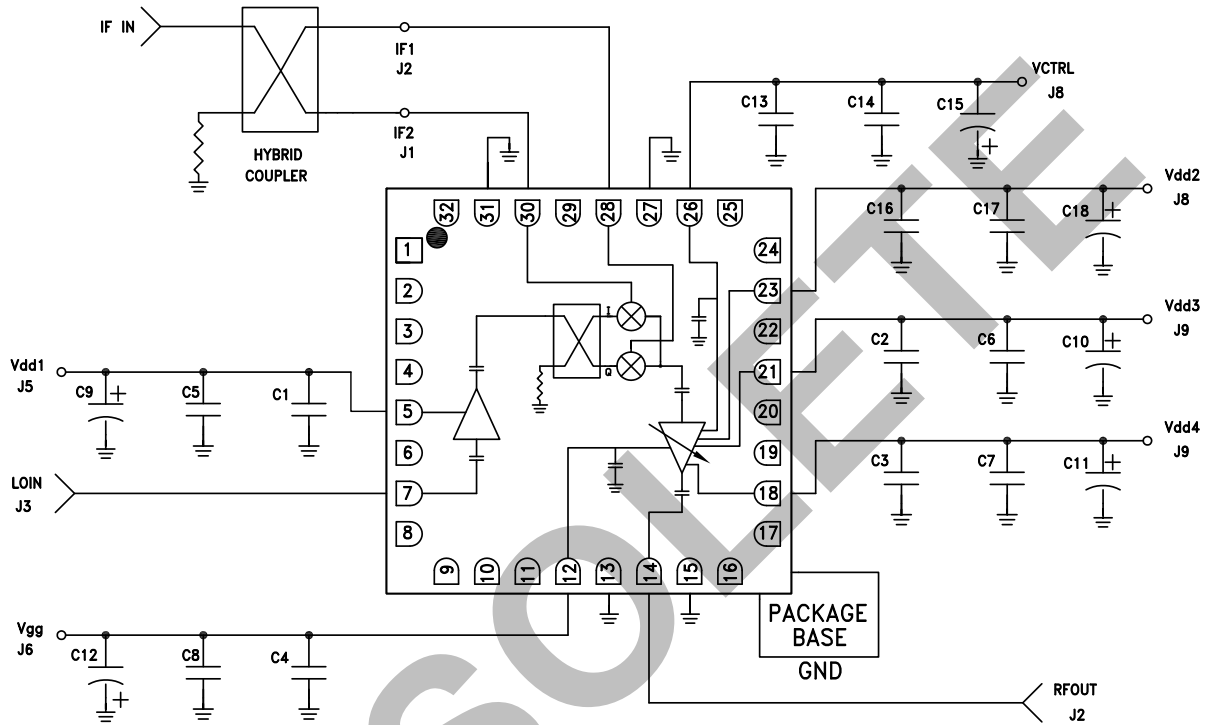 IF IN
IF1
J2
IF2
J1
HYBRID
COUPLER
VCTRL
J8
C13
C14
C15
+
Vdd2
J8
C16
C17
C18
+
Vdd3
J9
C2
C6
C10
+
Vdd4
J9
C3
C7
C11
+
32
31
30
29
28
27
26
25
1
2
3
4
5
6
7
8
24
23
22
21
20
19
18
17
I
Q
9
10
11
12
13
14
15
16
Vdd1
J5
C9
+
C5
C1
LOIN
J3
Vgg
J6
C12
+
C8
C4
PACKAGE
BASE
GND
RFOUT
J2
SOLETE